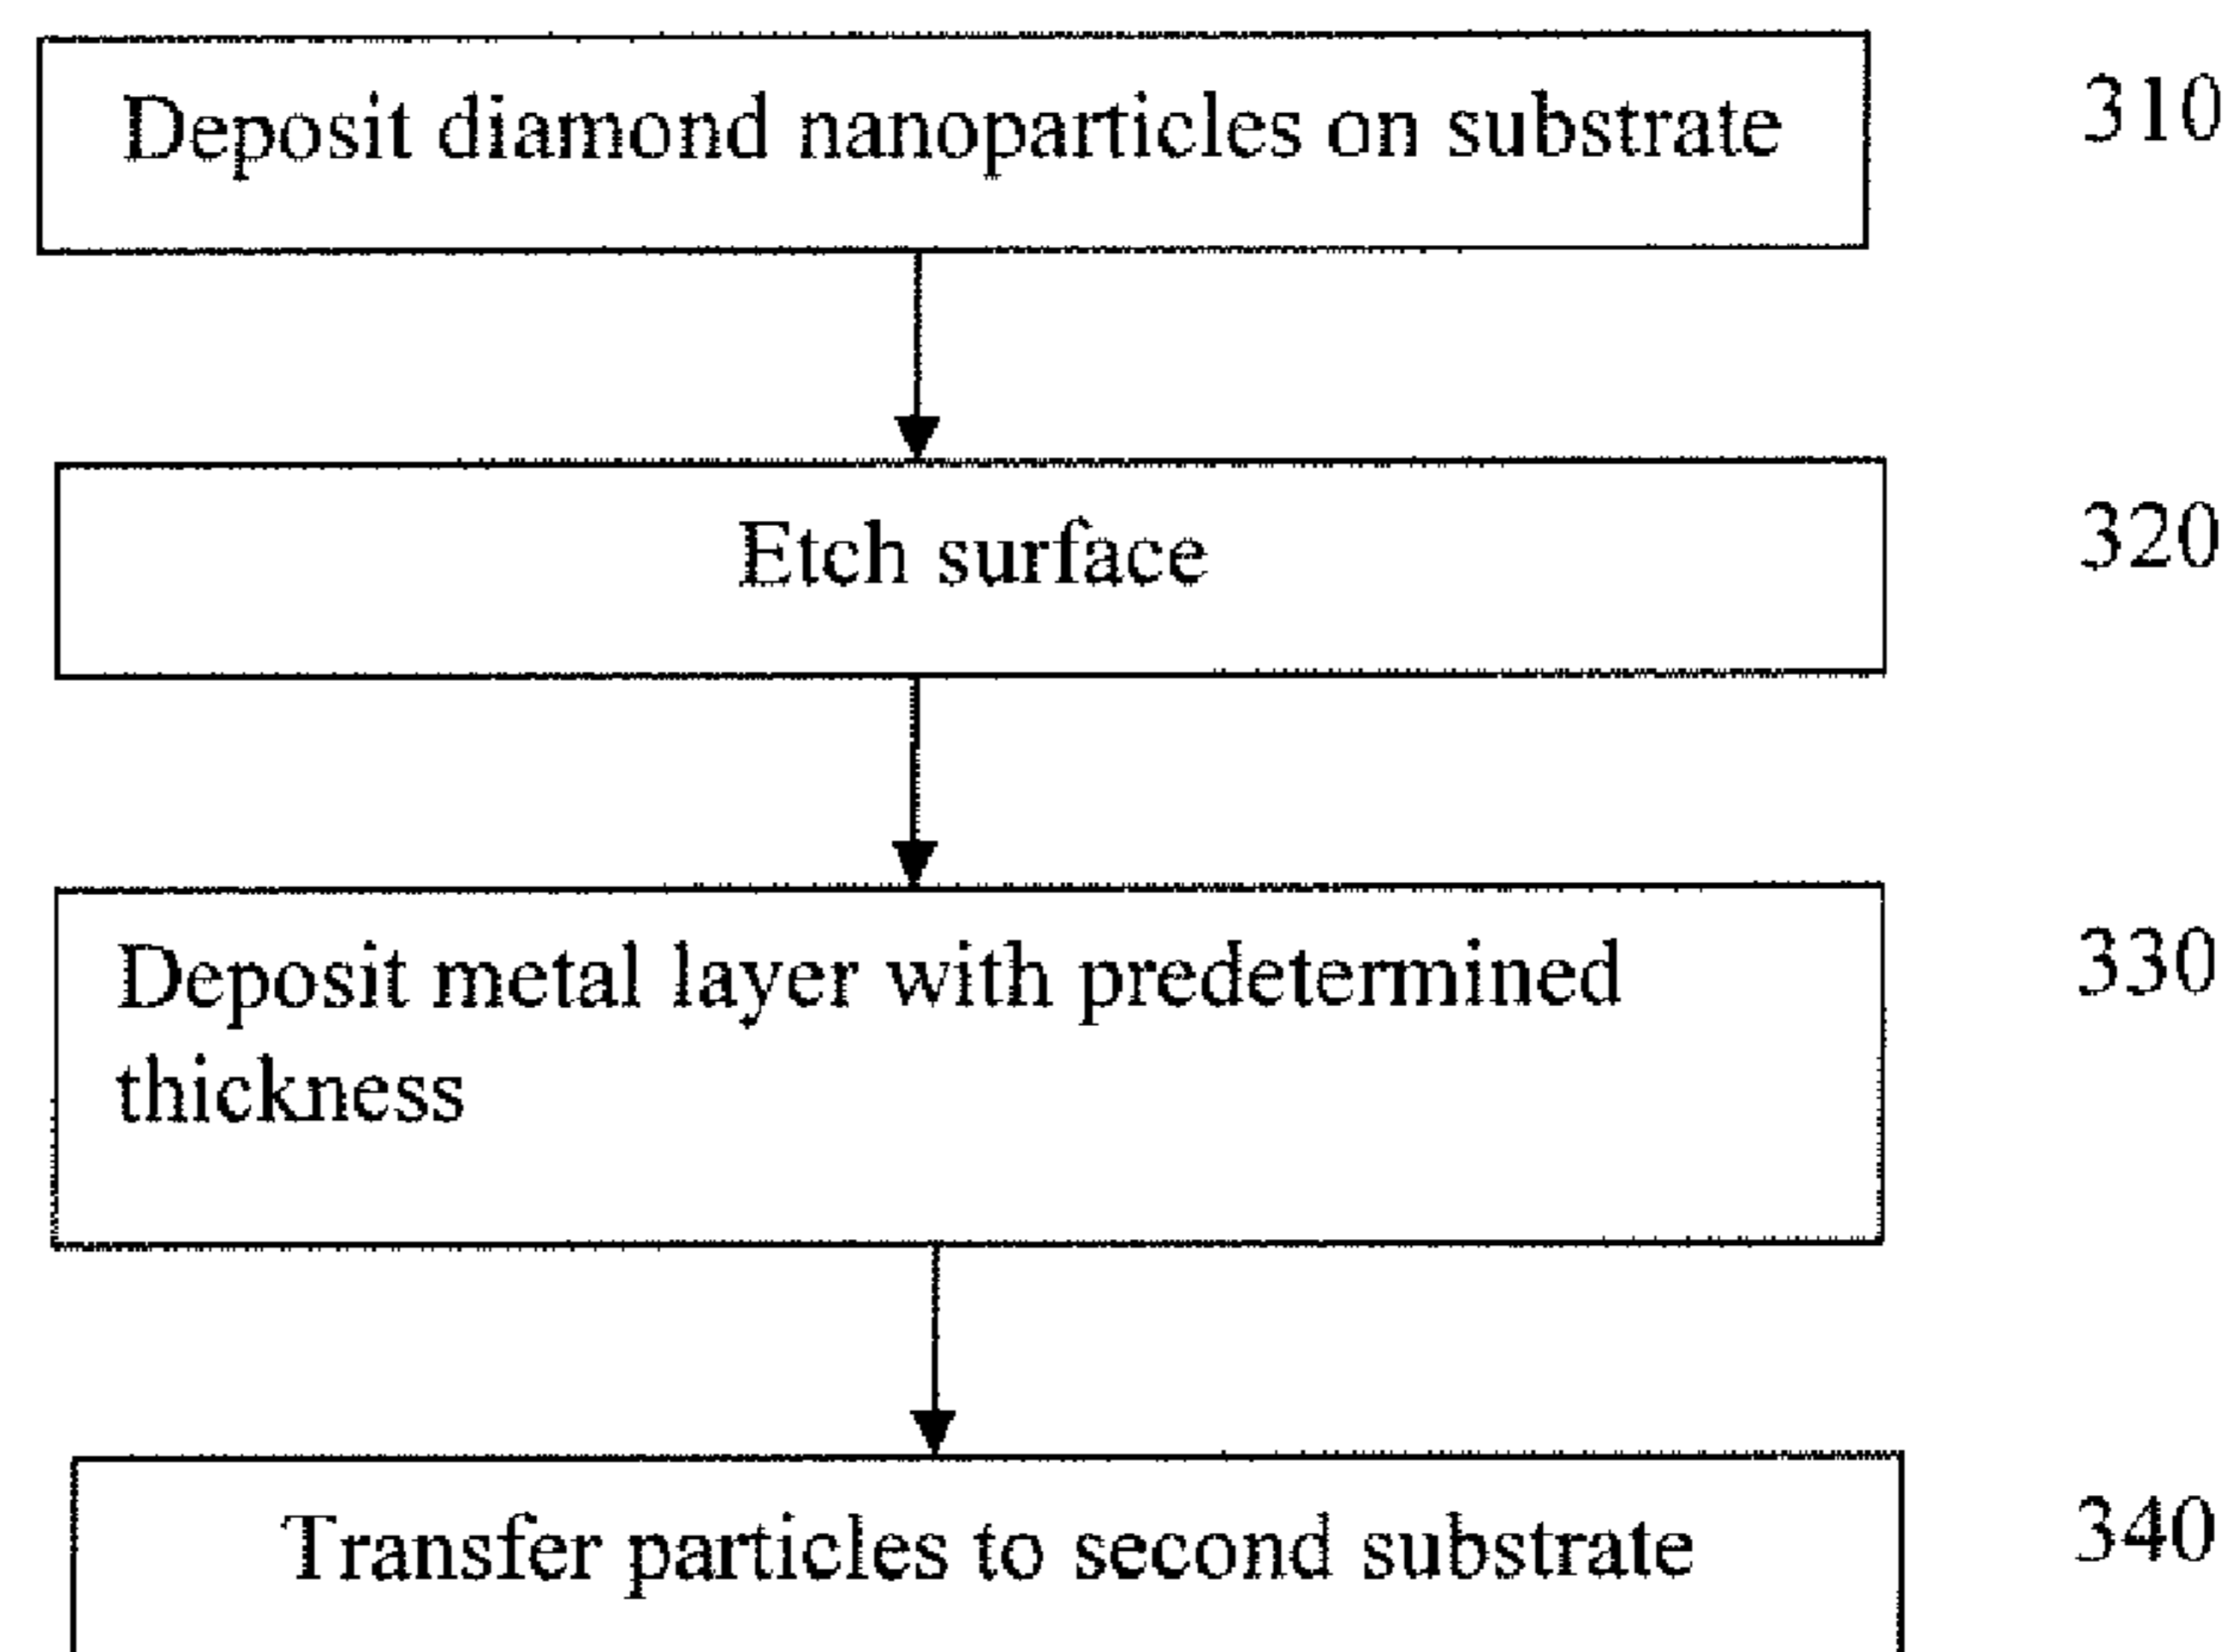 Deposit diamond nanoparticles on substrate
310
Etch surface
320
Deposit metal layer with predetermined
330
thickness
Transfer particles to second substrate
340